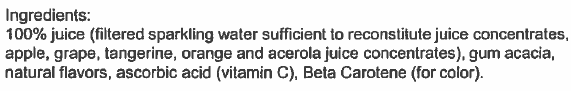 Ingredients:
100% juice (filtered sparkling water sufficient to reconstitute juice concentrates,
apple, grape, tangerine, orange and acerola juice concentrates), gum acacia,
natural flavors, ascorbic acid (vitamin C), Beta Carotene (for color).